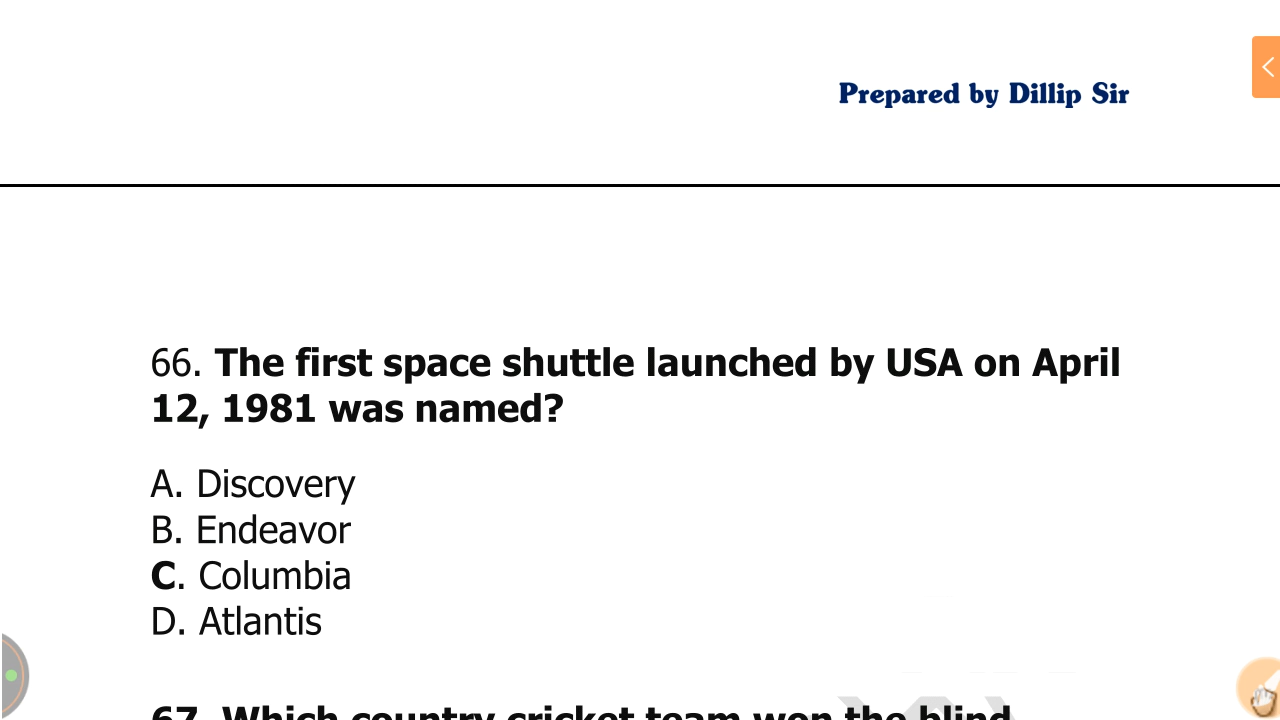 Prepared by Dillip Sir
66. The first space shuttle launched by USA on April
12, 1981 was named?
A. Discovery
B. Endeavor
C. Columbia
D. Atlantis
67. Which country cricket team won the blind